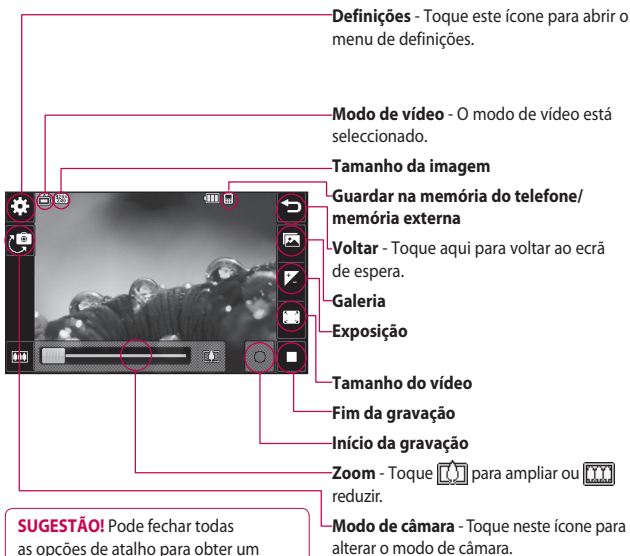 Definições - Toque este ícone para abrir o
menu de definições.
Modo de vídeo - O modo de vídeo está
seleccionado.
Tamanho da imagem
Guardar na memória do telefone/
memória externa
Voltar - Toque aqui para voltar ao ecrã
de espera.
Galeria
Exposição
Tamanho do vídeo
Fim da gravação
Início da gravação
Zoom - Toque para ampliar ou
reduzir.
Modo de câmara - Toque neste ícone para
alterar o modo de câmara.
SUGESTÃO! Pode fechar todas
as opções de atalho para obter um